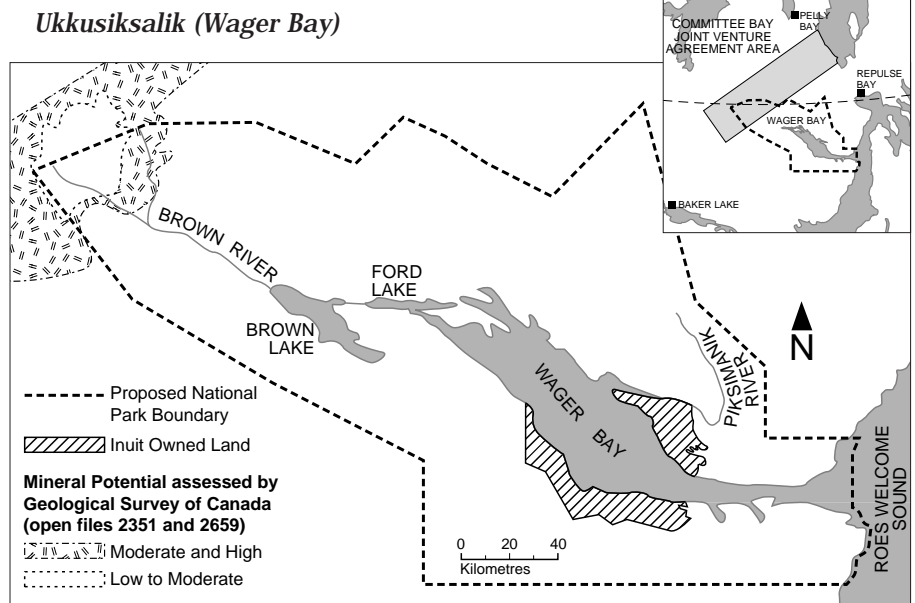 Ukkusiksalik (Wager Bay)
COMMITTEE BAY
JOINT VENTURE
AGREEMENT AREA
PELLY
BAY
REPULSE
BAY
WAGER BAY
BAKER LAKE
BROWN RIVER
FORD
LAKE
BROWN
LAKE
WAGER BAY
PIKSIMANIK
RIVER
N
ROES WELCOME
SOUND
Proposed National
Park Boundary
Inuit Owned Land
Mineral Potential assessed by
Geological Survey of Canada
(open files 2351 and 2659)
Moderate and High
Low to Moderate
0 20 40
Kilometres